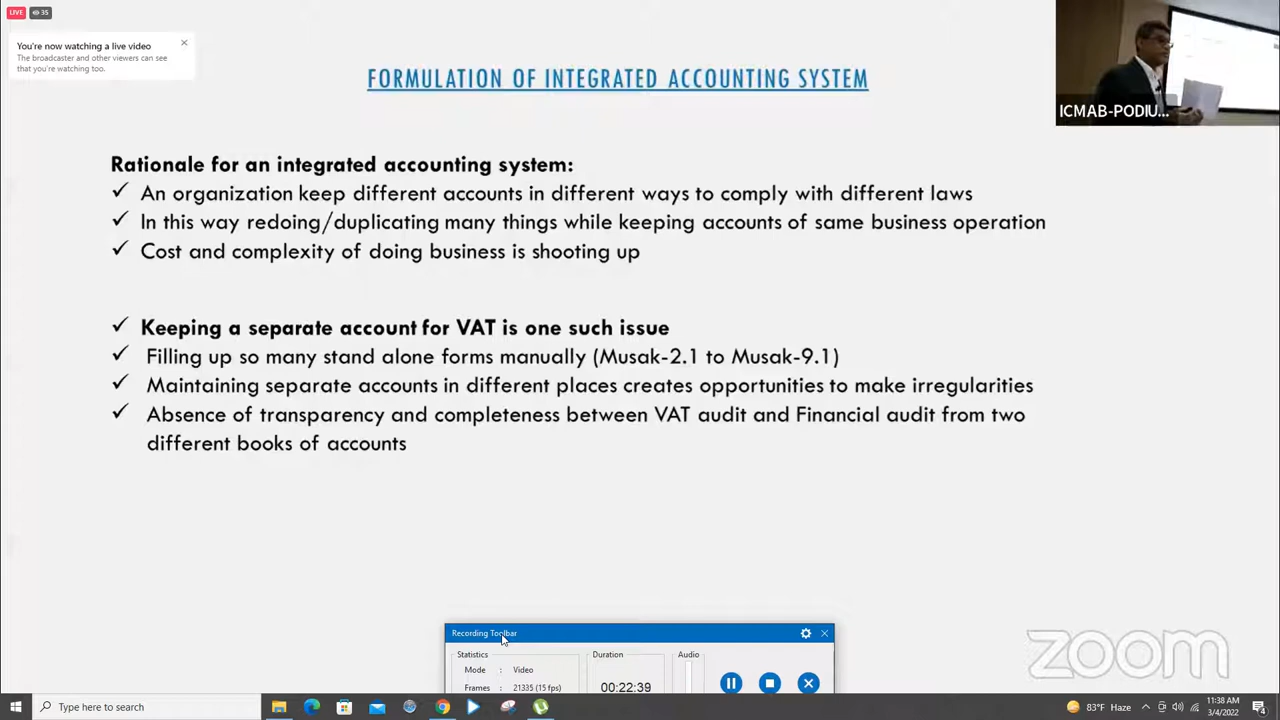 LIVE 35
You're now watching a live video
The broadcaster and other viewers can see
that you're watching too.
FORMULATION OF INTEGRATED ACCOUNTING SYSTEM
ICMAB-PODIU...
Rationale for an integrated accounting system:
✓ An organization keep different accounts in different ways to comply with different laws
✓ In this way redoing/duplicating many things while keeping accounts of same business operation
✓ Cost and complexity of doing business is shooting up
✓ Keeping a separate account for VAT is one such issue
✓ Filling up so many stand alone forms manually (Musak-2.1 to Musak-9.1)
✓ Maintaining separate accounts in different places creates opportunities to make irregularities
✓ Absence of transparency and completeness between VAT audit and Financial audit from two
different books of accounts
Recording Toolbar
Statistics Duration Audio
Mode : Video
Frames : 21335 (15 fps) 00:22:39
zoom
Type here to search
83°F Haze
11:38 AM
3/4/2022
4